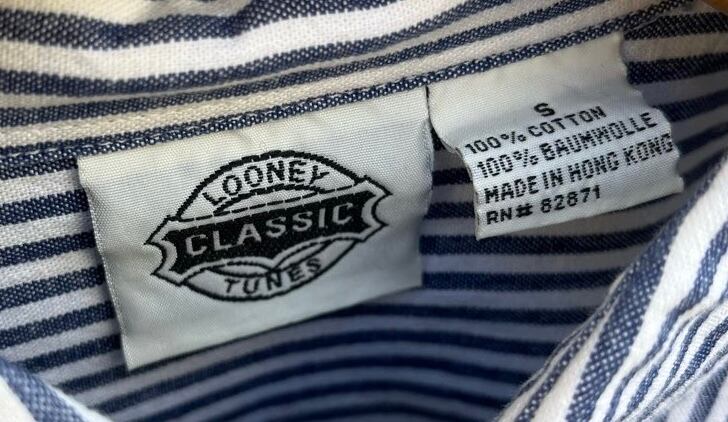 LOONEY
CLASSIC
TUNES
S
100% COTTON
100% BAUMWOLLE
MADE IN HONG KONG
RN# 82871